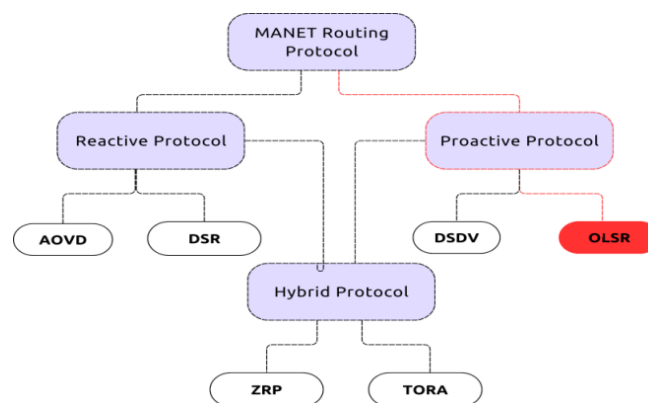 MANET Routing
Protocol
Reactive Protocol
Proactive Protocol
AOVD
DSR
DSDV
OLSR
Hybrid Protocol
ZRP
TORA